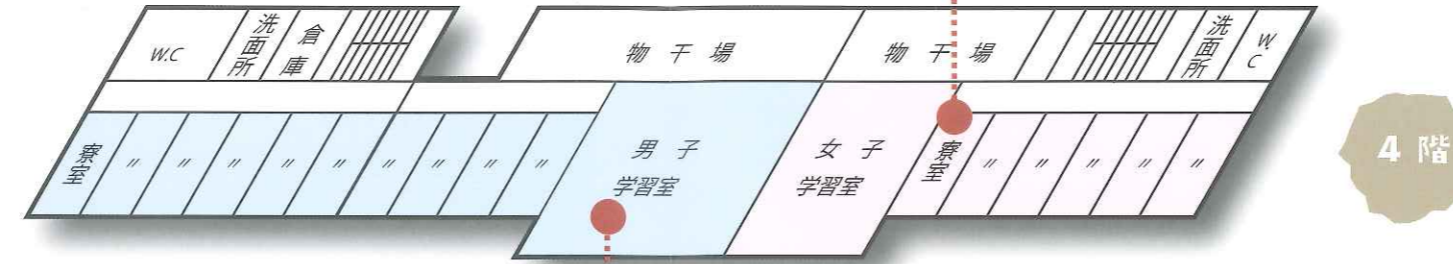 W.C
洗面所
倉庫
物干場
物干場
洗面所
W.C
寮室 〃 〃 〃 〃 〃 〃 〃 〃 〃
男子
学習室
女子
学習室
寮室 〃 〃 〃 〃 〃
4階